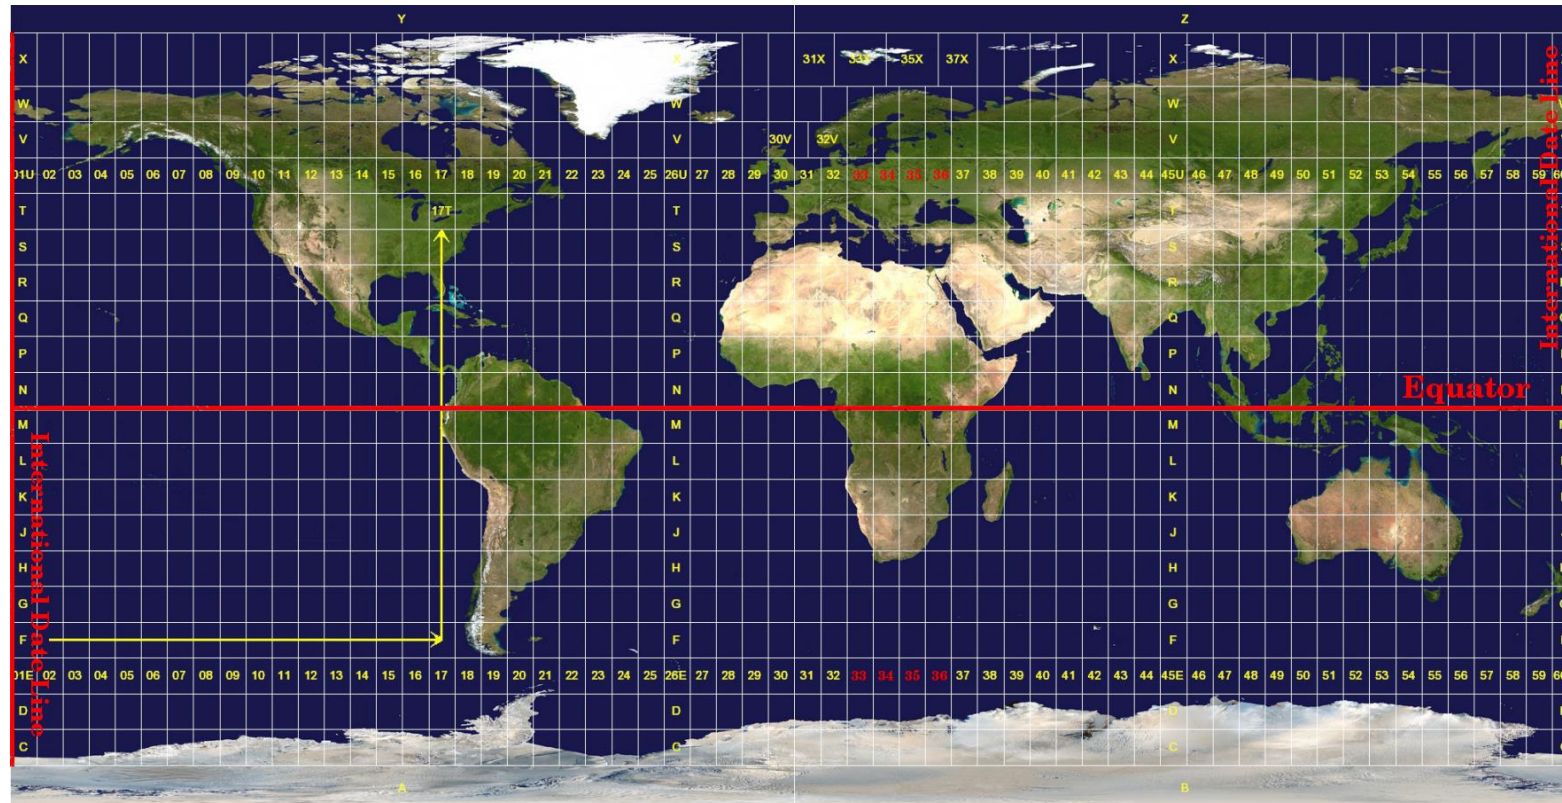 Y Z
X X 31X 33X 35X 37X X
International Date Line
W W W
V V 30V 32V V
01U 02 03 04 05 06 07 08 09 10 11 12 13 14 15 16 17 18 19 20 21 22 23 24 25 26U 27 28 29 30 31 32 33 34 35 36 37 38 39 40 41 42 43 44 45U 46 47 48 49 50 51 52 53 54 55 56 57 58 59 60
T 17T T T
S S S
R R R
Q Q Q
P P P
Equator
N N N
M M M
International Date Line
L L L
K K K
J J J
H H H
G G G
F F F
01E 02 03 04 05 06 07 08 09 10 11 12 13 14 15 16 17 18 19 20 21 22 23 24 25 26E 27 28 29 30 31 32 33 34 35 36 37 38 39 40 41 42 43 44 45E 46 47 48 49 50 51 52 53 54 55 56 57 58 59
D D D
C C C
A B